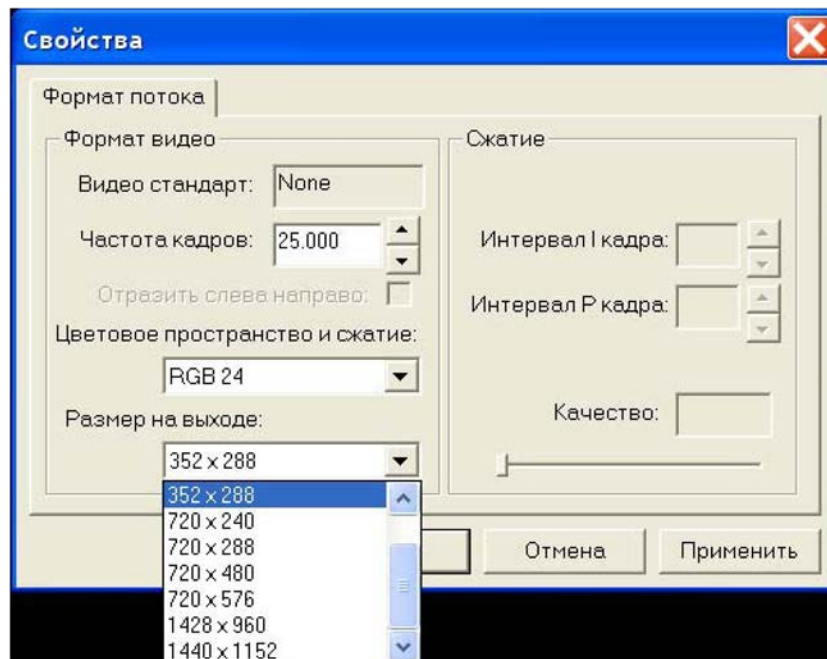 Свойства
Формат потока
Формат видео
Видео стандарт: None
Частота кадров: 25.000
Отразить слева направо:
Цветовое пространство и сжатие:
RGB 24
Размер на выходе:
352 x 288
352 x 288
720 x 240
720 x 288
720 x 480
720 x 576
1428 x 960
1440 x 1152
Сжатие
Интервал I кадра:
Интервал P кадра:
Качество:
Отмена
Применить